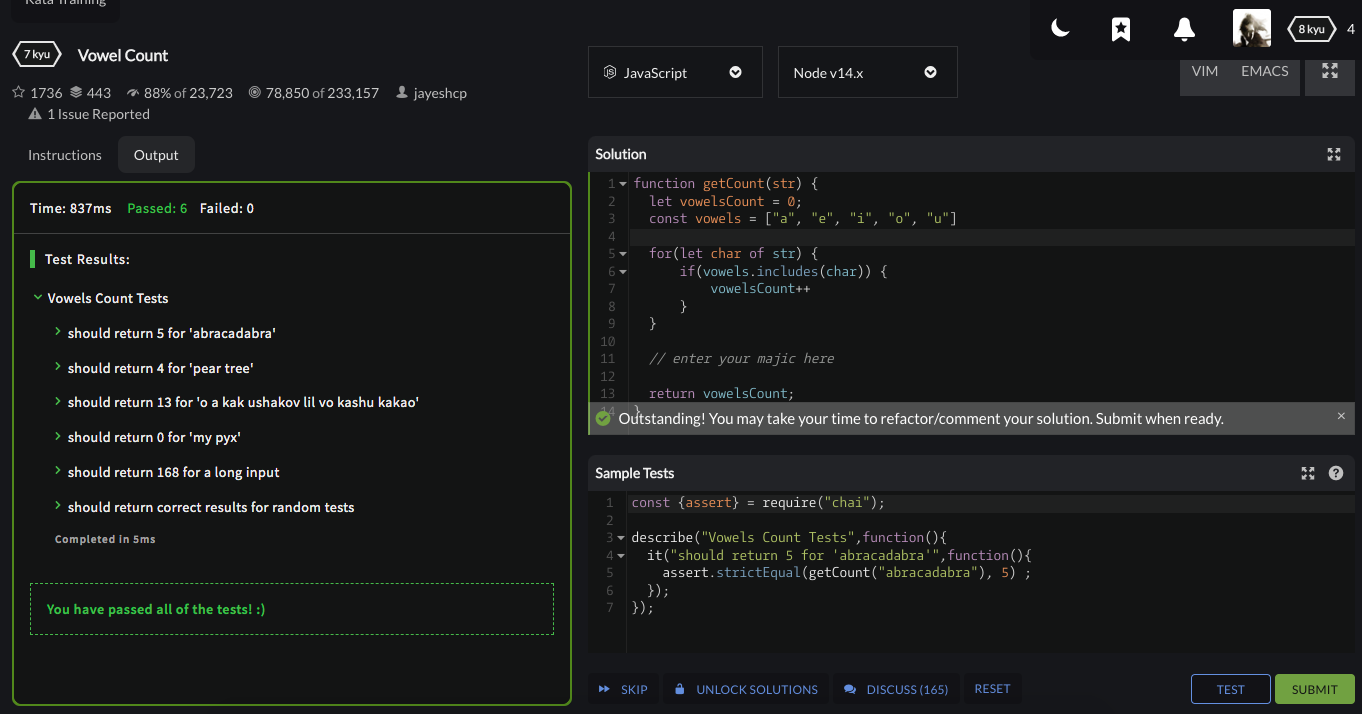 Kata Training
7 kyu Vowel Count
1736 443 88% of 23,723 78,850 of 233,157 jayeshcp
1 Issue Reported
JavaScript
Node v14.x
8 kyu 4
VIM EMACS
Instructions Output
Time: 837ms Passed: 6 Failed: 0
Test Results:
Vowels Count Tests
should return 5 for 'abracadabra'
should return 4 for 'pear tree'
should return 13 for 'o a kak ushakov lil vo kashu kakao'
should return 0 for 'my pyx'
should return 168 for a long input
should return correct results for random tests
Completed in 5ms
You have passed all of the tests! :)
Solution
1 function getCount(str) {
2 let vowelsCount = 0;
3 const vowels = ["a", "e", "i", "o", "u"]
4
5 for(let char of str) {
6 if(vowels.includes(char)) {
7 vowelsCount++
8 }
9 }
10
11 // enter your majic here
12
13 return vowelsCount;
14 }
Outstanding! You may take your time to refactor/comment your solution. Submit when ready. ×
Sample Tests
1 const {assert} = require("chai");
2
3 describe("Vowels Count Tests",function(){
4 it("should return 5 for 'abracadabra'",function(){
5 assert.strictEqual(getCount("abracadabra"), 5) ;
6 });
7 });
SKIP UNLOCK SOLUTIONS DISCUSS (165) RESET TEST SUBMIT